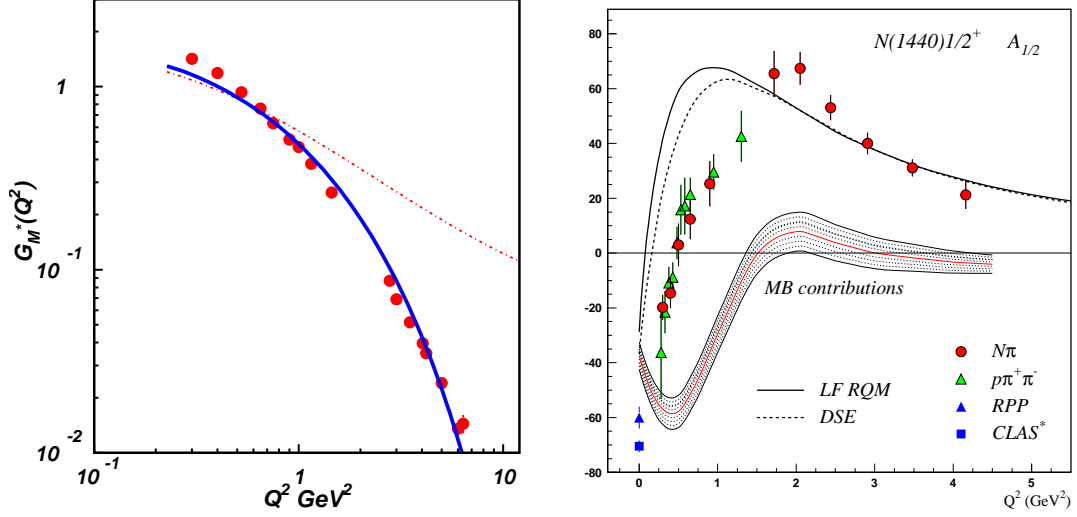 G_M^*(Q^2)
1
10^-1
10^-2
10^-1
1
10
Q^2 GeV^2
N(1440)1/2^+ A_1/2
80
60
40
20
0
-20
-40
-60
-80
MB contributions
LF RQM
DSE
Nπ
pπ^+π^-
RPP
CLAS^*
0
1
2
3
4
5
Q^2 (GeV^2)